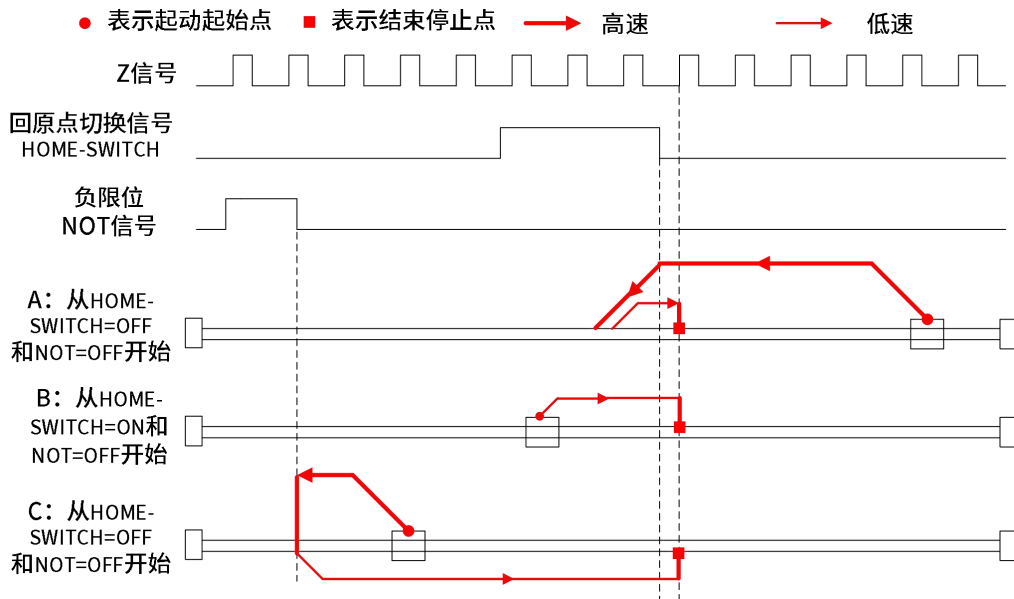 表示起动起始点 表示结束停止点 高速 低速
Z信号
回原点切换信号
HOME-SWITCH
负限位
NOT信号
A：从HOME-
SWITCH=OFF
和NOT=OFF开始
B：从HOME-
SWITCH=ON和
NOT=OFF开始
C：从HOME-
SWITCH=OFF
和NOT=OFF开始